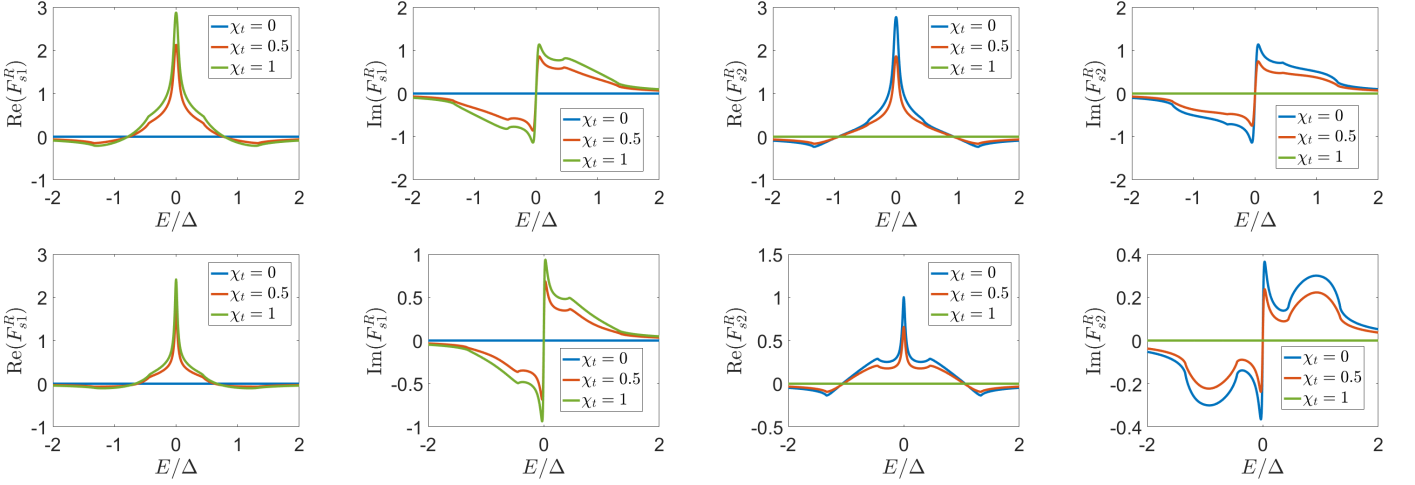 Re(F^R_{s1})
3
2
1
0
-1
-2 -1 0 1 2
E/Δ
χ_t = 0
χ_t = 0.5
χ_t = 1
Im(F^R_{s1})
2
1
0
-1
-2
-2 -1 0 1 2
E/Δ
χ_t = 0
χ_t = 0.5
χ_t = 1
Re(F^R_{s2})
3
2
1
0
-1
-2 -1 0 1 2
E/Δ
χ_t = 0
χ_t = 0.5
χ_t = 1
Im(F^R_{s2})
2
1
0
-1
-2
-2 -1 0 1 2
E/Δ
χ_t = 0
χ_t = 0.5
χ_t = 1
Re(F^R_{s1})
3
2
1
0
-1
-2 -1 0 1 2
E/Δ
χ_t = 0
χ_t = 0.5
χ_t = 1
Im(F^R_{s1})
1
0.5
0
-0.5
-1
-2 -1 0 1 2
E/Δ
χ_t = 0
χ_t = 0.5
χ_t = 1
Re(F^R_{s2})
1.5
1
0.5
0
-0.5
-2 -1 0 1 2
E/Δ
χ_t = 0
χ_t = 0.5
χ_t = 1
Im(F^R_{s2})
0.4
0.2
0
-0.2
-0.4
-2 -1 0 1 2
E/Δ
χ_t = 0
χ_t = 0.5
χ_t = 1